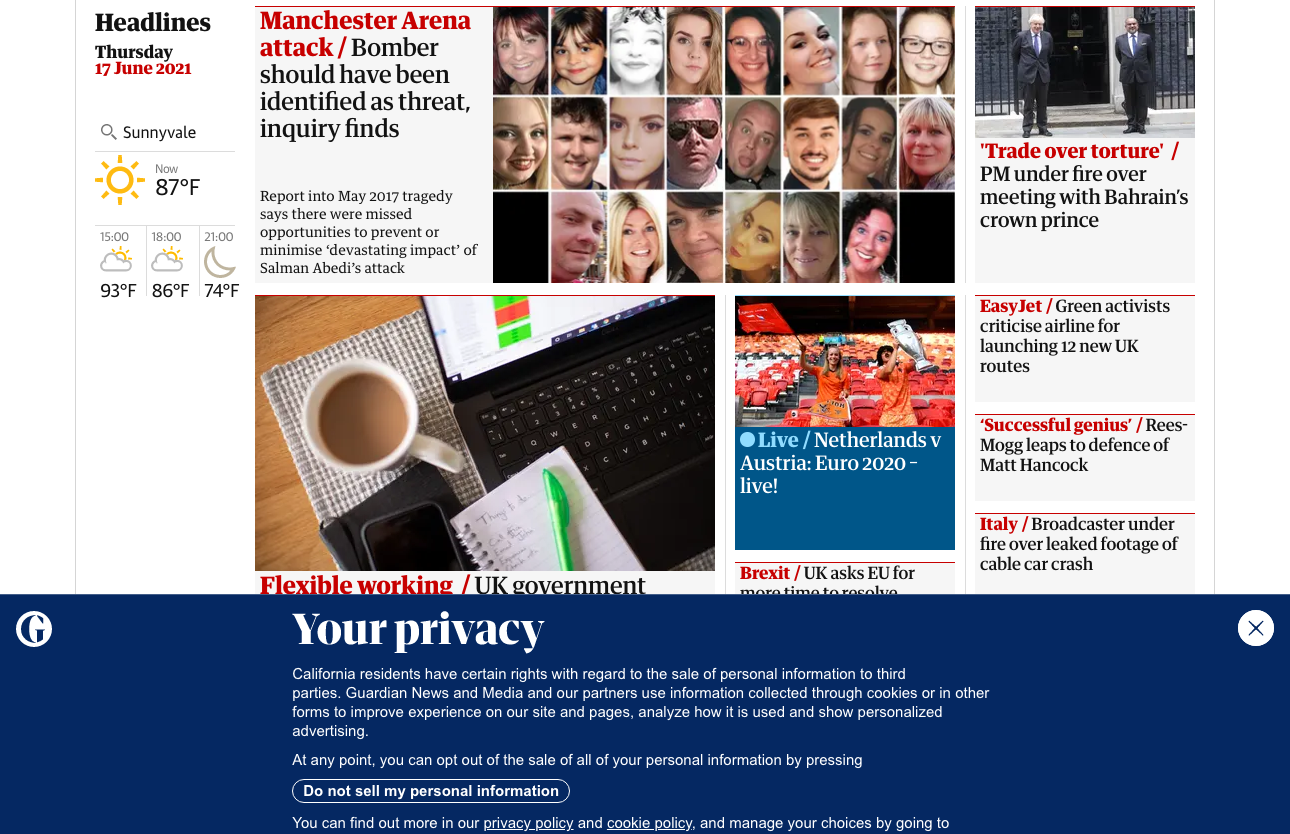 Headlines
Thursday
17 June 2021
Sunnyvale
Now
87°F
15:00
18:00
21:00
93°F
86°F
74°F
Manchester Arena
attack / Bomber
should have been
identified as threat,
inquiry finds
Report into May 2017 tragedy
says there were missed
opportunities to prevent or
minimise ‘devastating impact’ of
Salman Abedi’s attack
'Trade over torture' /
PM under fire over
meeting with Bahrain’s
crown prince
Flexible working / UK government
Live / Netherlands v
Austria: Euro 2020 –
live!
Brexit / UK asks EU for
more time to resolve
EasyJet / Green activists
criticise airline for
launching 12 new UK
routes
‘Successful genius’ / Rees-
Mogg leaps to defence of
Matt Hancock
Italy / Broadcaster under
fire over leaked footage of
cable car crash
G
Your privacy
California residents have certain rights with regard to the sale of personal information to third
parties. Guardian News and Media and our partners use information collected through cookies or in other
forms to improve experience on our site and pages, analyze how it is used and show personalized
advertising.
At any point, you can opt out of the sale of all of your personal information by pressing
Do not sell my personal information
You can find out more in our privacy policy and cookie policy, and manage your choices by going to